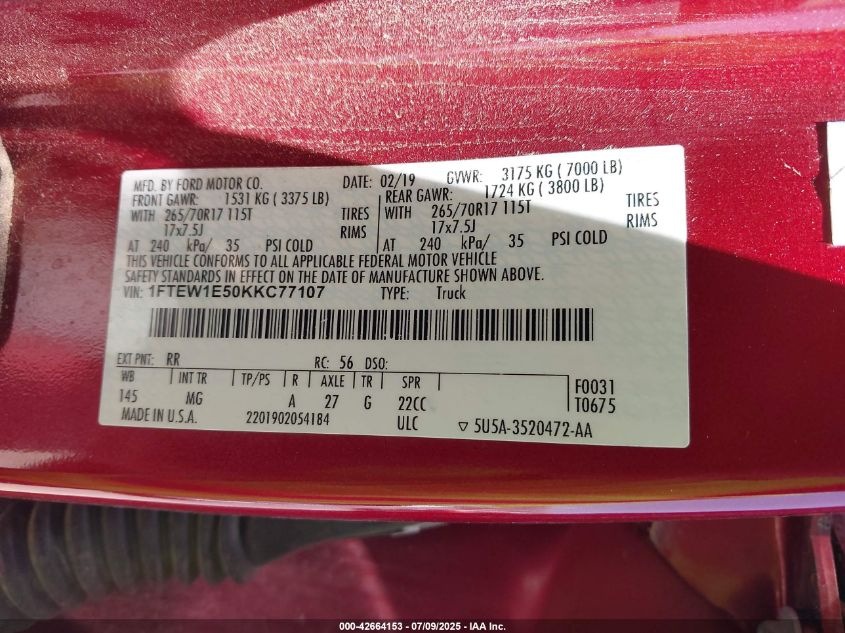 MFD. BY FORD MOTOR CO. DATE: 02/19 GVWR: 3175 KG ( 7000 LB)
FRONT GAWR: 1531 KG ( 3375 LB) REAR GAWR: 1724 KG ( 3800 LB)
WITH 265/70R17 115T TIRES WITH 265/70R17 115T TIRES
17x7.5J RIMS 17x7.5J RIMS
AT 240 kPa/ 35 PSI COLD AT 240 kPa/ 35 PSI COLD
THIS VEHICLE CONFORMS TO ALL APPLICABLE FEDERAL MOTOR VEHICLE
SAFETY STANDARDS IN EFFECT ON THE DATE OF MANUFACTURE SHOWN ABOVE.
VIN: 1FTEW1E50KKC77107 TYPE: Truck
EXT PNT: RR RC: 56 DSO:
WB INT TR TP/PS R AXLE TR SPR F0031
145 MG A 27 G 22CC T0675
MADE IN U.S.A. 2201902054184 ULC ▽ 5U5A-3520472-AA
000-42664153 / 07/09/2025 - IAA Inc.